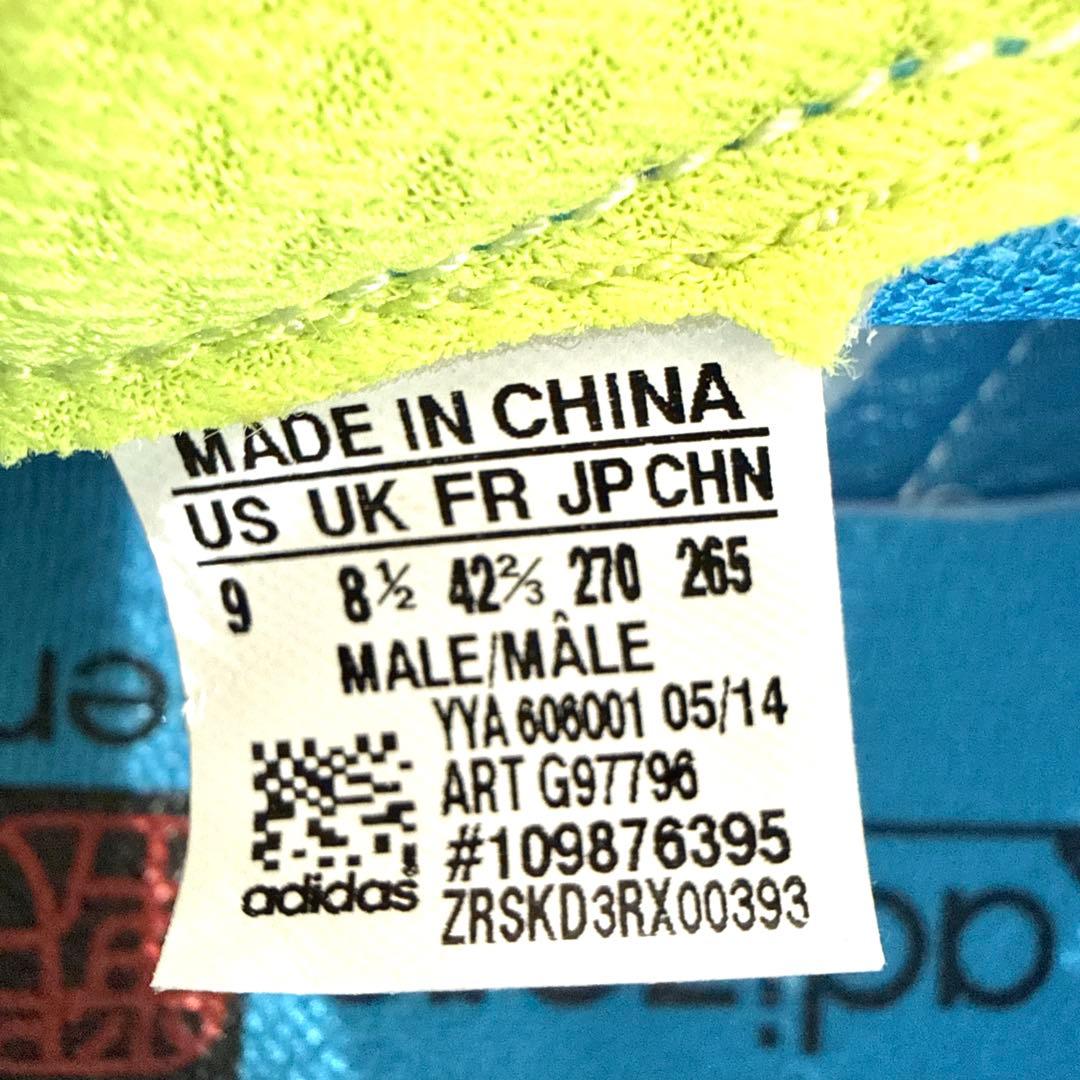 MADE IN CHINA
US UK FR JP CHN
9 8½ 42⅔ 270 265
MALE/MÂLE
YYA 606001 05/14
ART G97796
#109876395
ZRSKD3RX00393
adidas